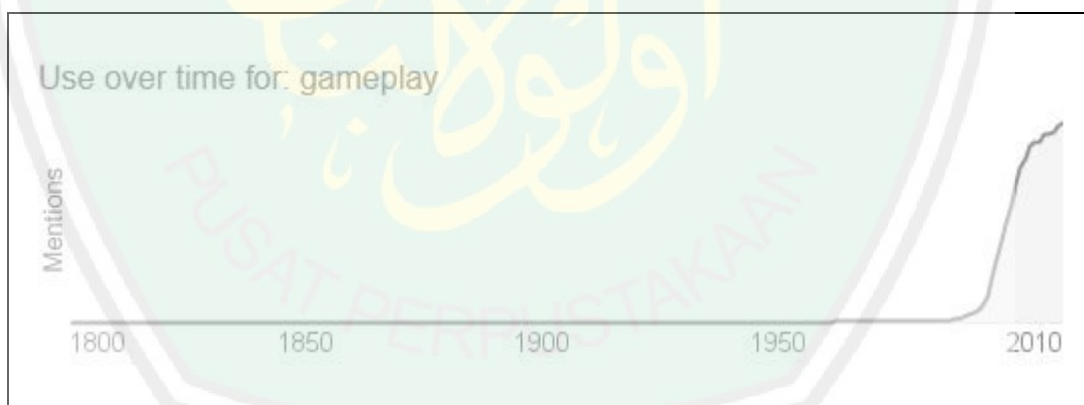 Use over time for: gameplay
Mentions
1800 1850 1900 1950 2010
PUSAT PERPUSTAKAAN